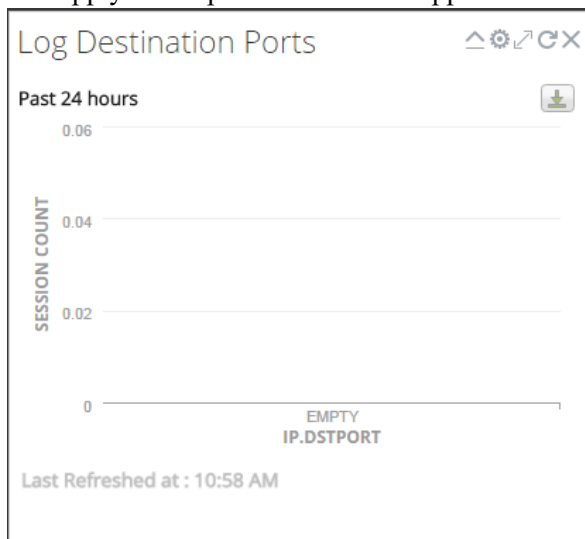 Log Destination Ports
Past 24 hours
0.06
0.04
0.02
0
SESSION COUNT
EMPTY
IP.DSTPORT
Last Refreshed at : 10:58 AM